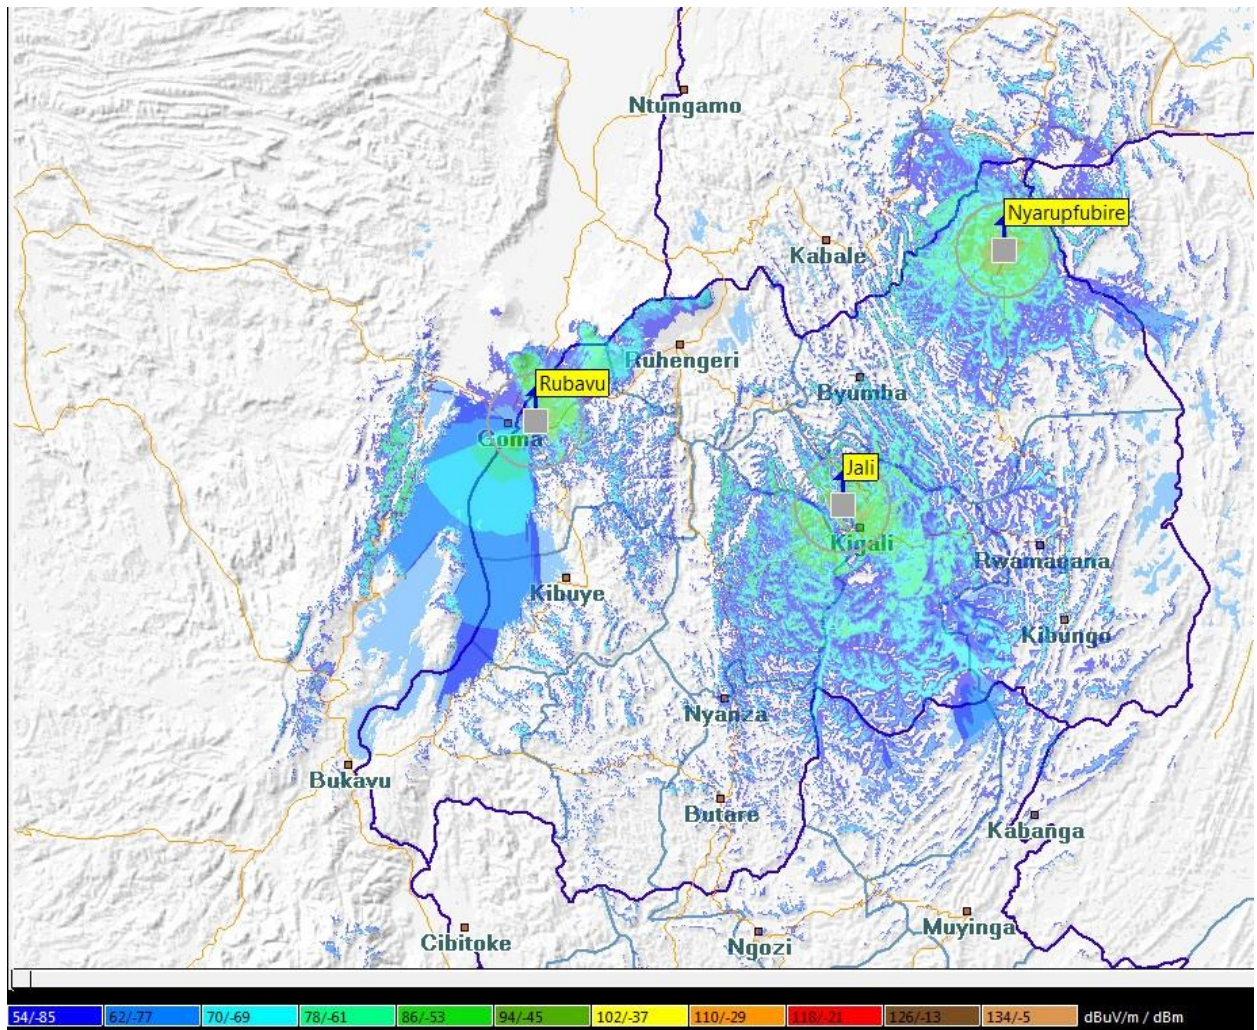 Ntungamo
Nyarupfubire
Kabale
Ruhengeri
Rubavu
Byumba
Goma
Jali
Kigali
Rwamagana
Kibuye
Kibungo
Nyanza
Bukavu
Butare
Kabanga
Muyinga
Cibitoke
Ngozi
54/-85 62/-77 70/-69 78/-61 86/-53 94/-45 102/-37 110/-29 118/-21 126/-13 134/-5 dBuV/m / dBm